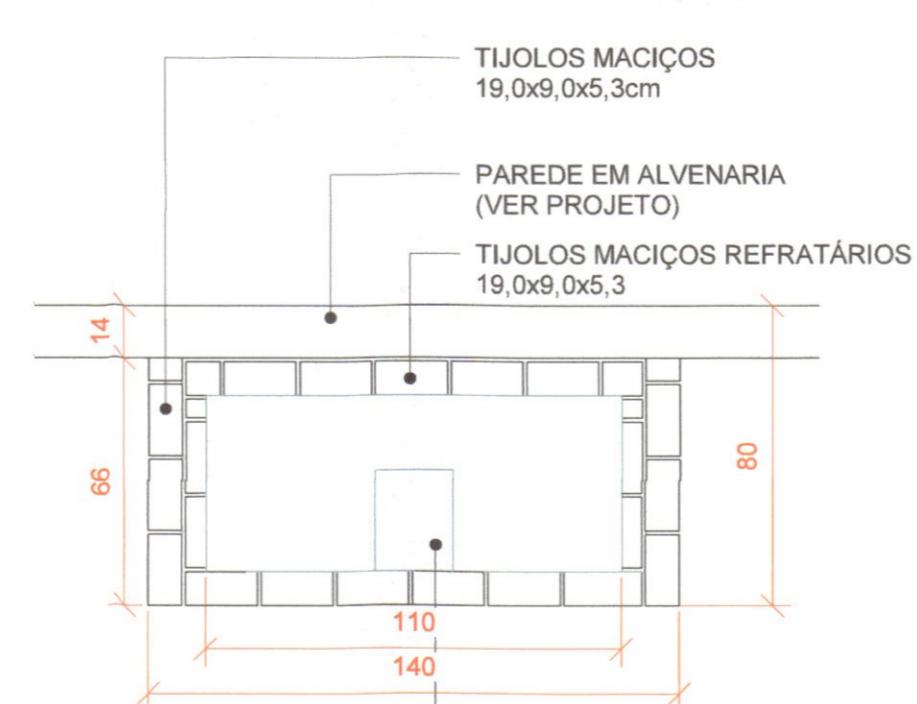 TIJOLOS MACIÇOS
19,0x9,0x5,3cm
PAREDE EM ALVENARIA
(VER PROJETO)
TIJOLOS MACIÇOS REFRATÁRIOS
19,0x9,0x5,3
14
66
80
110
140